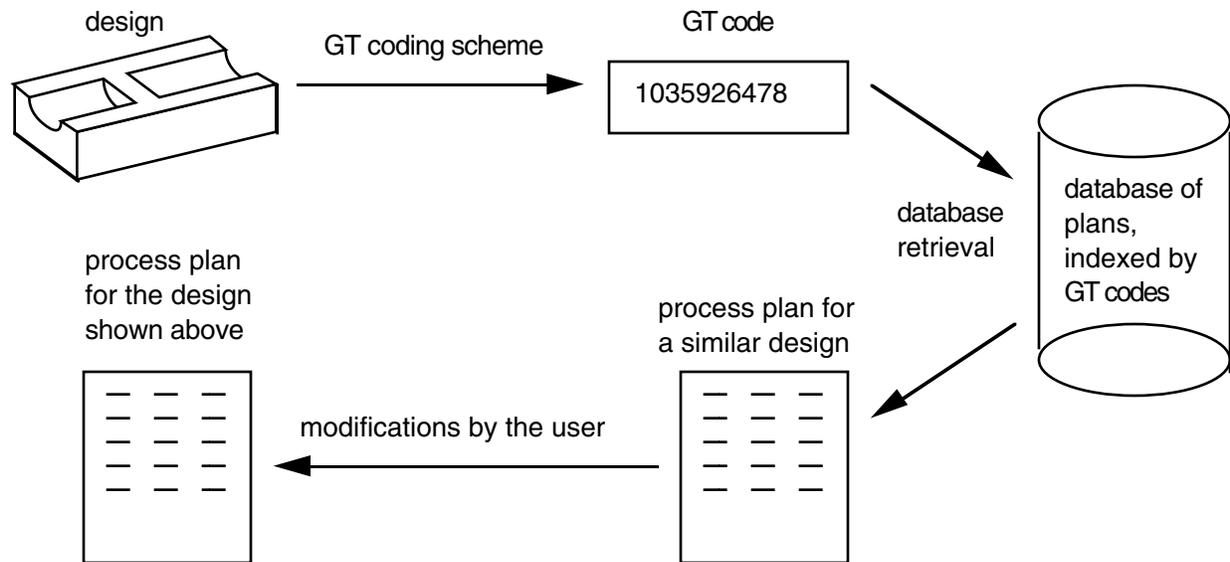 design
GT coding scheme
GT code
1035926478
database
retrieval
database of
plans,
indexed by
GT codes
process plan for
a similar design
modifications by the user
process plan
for the design
shown above